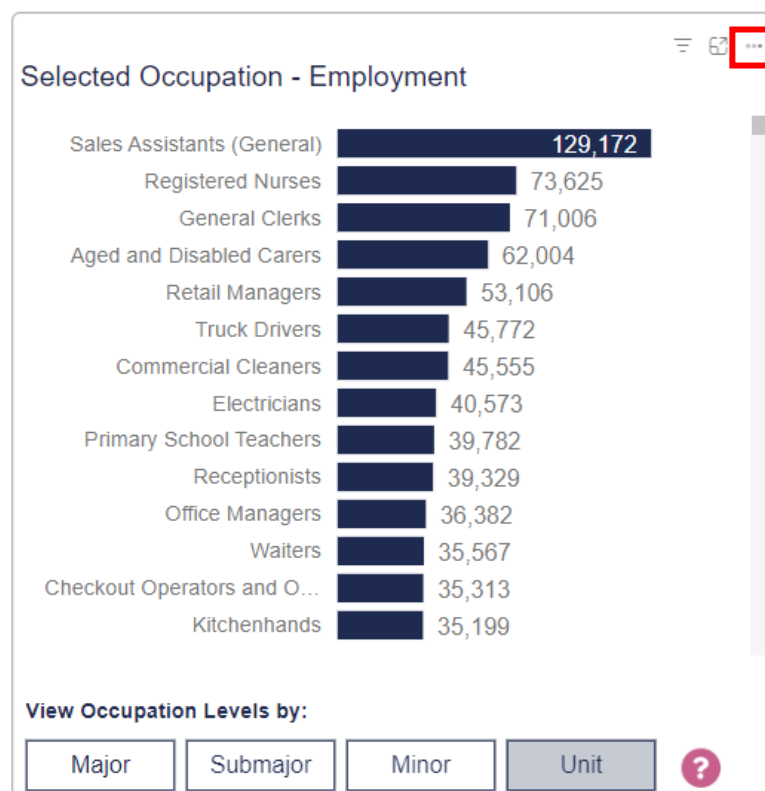 Selected Occupation - Employment
Sales Assistants (General) 129,172
Registered Nurses 73,625
General Clerks 71,006
Aged and Disabled Carers 62,004
Retail Managers 53,106
Truck Drivers 45,772
Commercial Cleaners 45,555
Electricians 40,573
Primary School Teachers 39,782
Receptionists 39,329
Office Managers 36,382
Waiters 35,567
Checkout Operators and O... 35,313
Kitchenhands 35,199
View Occupation Levels by:
Major Submajor Minor Unit ?